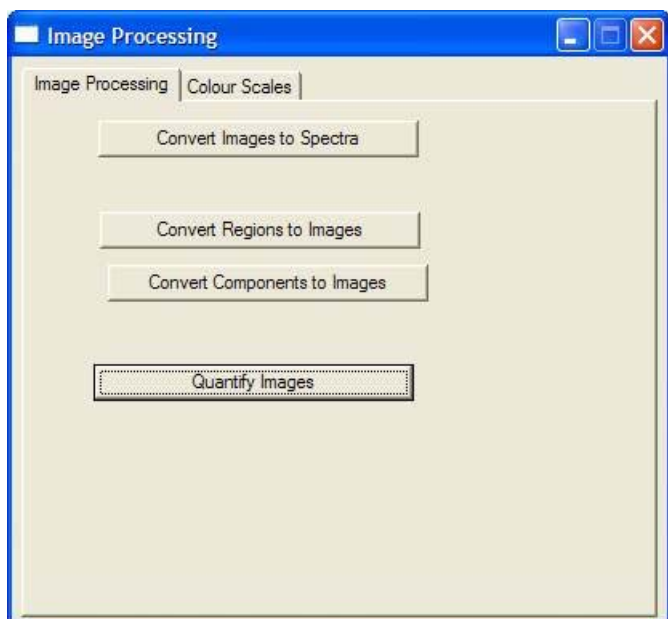 Image Processing
Image Processing Colour Scales
Convert Images to Spectra
Convert Regions to Images
Convert Components to Images
Quantify Images